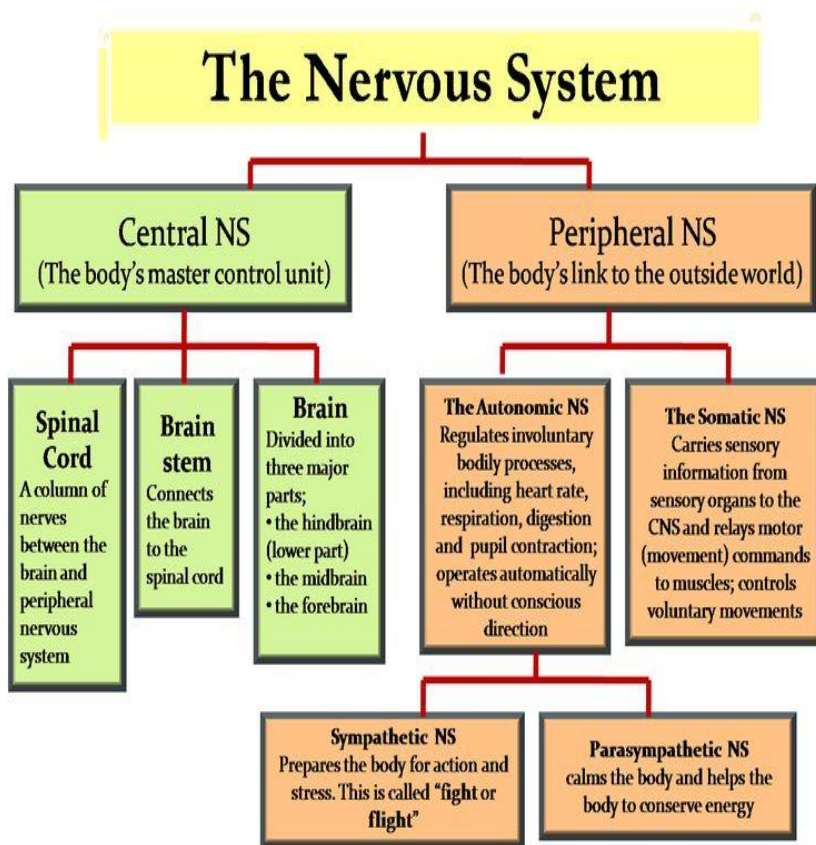 The Nervous System
Central NS
(The body's master control unit)
Peripheral NS
(The body's link to the outside world)
Spinal
Cord
A column of
nerves
between the
brain and
peripheral
nervous
system
Brain
stem
Connects
the brain
to the
spinal cord
Brain
Divided into
three major
parts;
• the hindbrain
(lower part)
• the midbrain
• the forebrain
The Autonomic NS
Regulates involuntary
bodily processes,
including heart rate,
respiration, digestion
and pupil contraction;
operates automatically
without conscious
direction
The Somatic NS
Carries sensory
information from
sensory organs to the
CNS and relays motor
(movement) commands
to muscles; controls
voluntary movements
Sympathetic NS
Prepares the body for action and
stress. This is called "fight or
flight"
Parasympathetic NS
calms the body and helps the
body to conserve energy